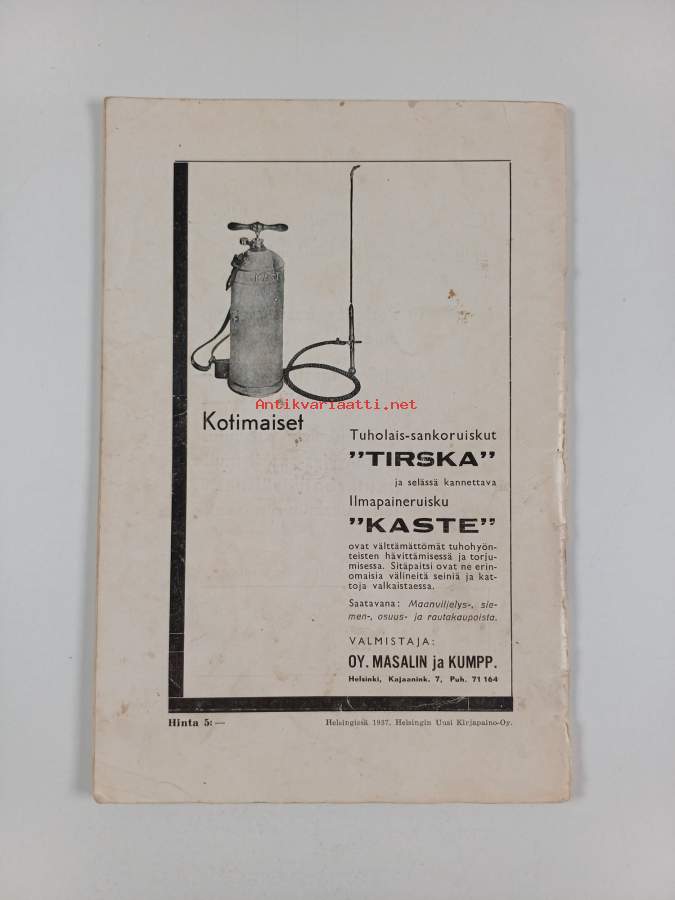 Antikvariaatti.net
Kotimaiset
Tuholais-sankoruiskut
"TIRSKA"
ja selässä kannettava
Ilmapaineruisku
"KASTE"
ovat välttämättömät tuhohyön-
teisten hävittämisessä ja torju-
misessa. Sitäpaitsi ovat ne erin-
omaisia välineitä seiniä ja kat-
toja valkaistaessa.
Saatavana: Maanviljelys-, sie-
men-, osuus- ja rautakaupoista.
VALMISTAJA:
OY. MASALIN ja KUMPP.
Helsinki, Kajaanink. 7, Puh. 71 164
Hinta 5:—
Helsingissä 1937. Helsingin Uusi Kirjapaino-Oy.